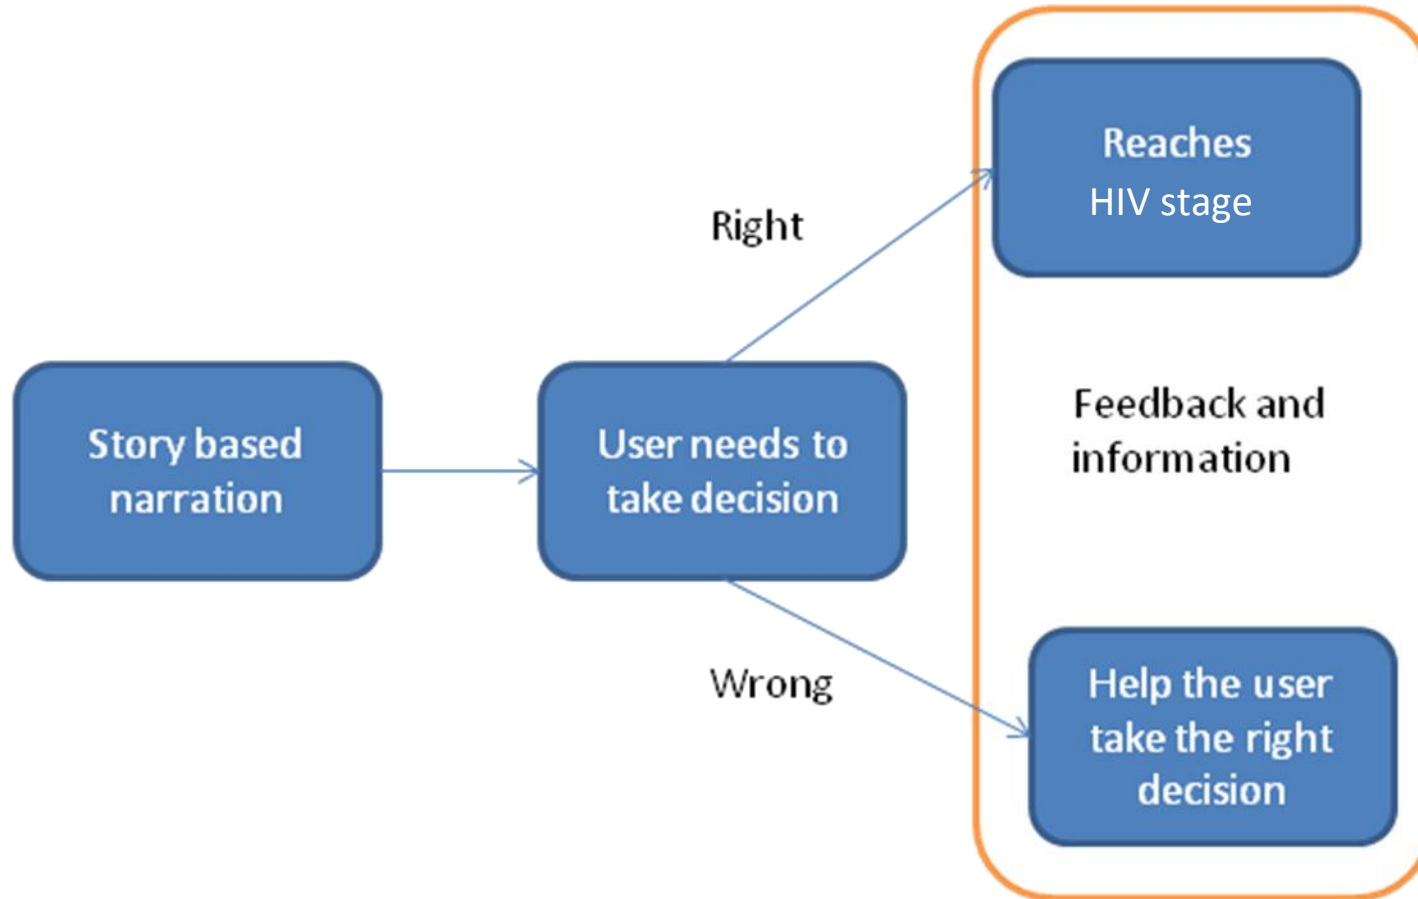 Story based
narration
User needs to
take decision
Right
Wrong
Reaches
HIV stage
Feedback and
information
Help the user
take the right
decision